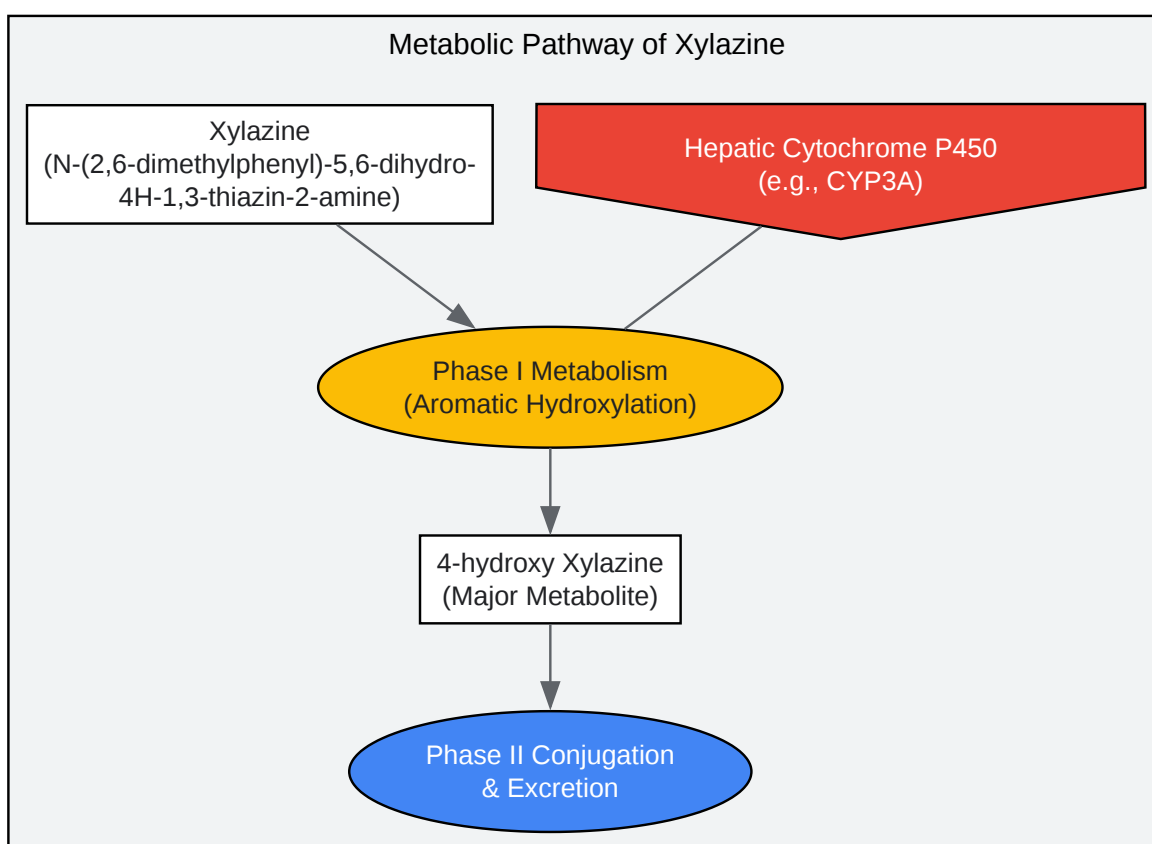 Metabolic Pathway of Xylazine
Xylazine
(N-(2,6-dimethylphenyl)-5,6-dihydro-
4H-1,3-thiazin-2-amine)
Hepatic Cytochrome P450
(e.g., CYP3A)
Phase I Metabolism
(Aromatic Hydroxylation)
4-hydroxy Xylazine
(Major Metabolite)
Phase II Conjugation
& Excretion